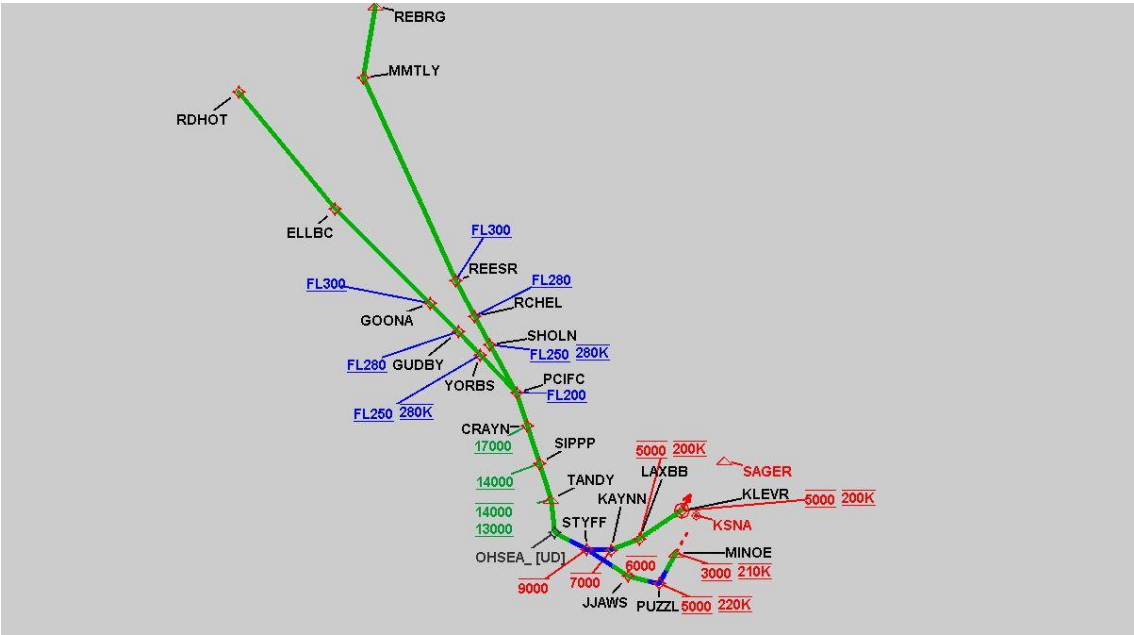 REBRG
MMTLY
RDHOT
ELLBC
FL300
REESR
FL300
FL280
RCHEL
GOONA
SHOLN
FL250 280K
FL280
GUDBY
YORBS
PCIFC
FL200
FL250 280K
CRAYN
17000
SIPPP
5000 200K
14000
LAXBB
SAGER
TANDY
KLEVR
5000 200K
14000
13000
KAYNN
STYFF
KSNA
OHSEA_ [UD]
MINOE
6000
3000 210K
9000
7000
JJAWS
PUZZL
5000 220K